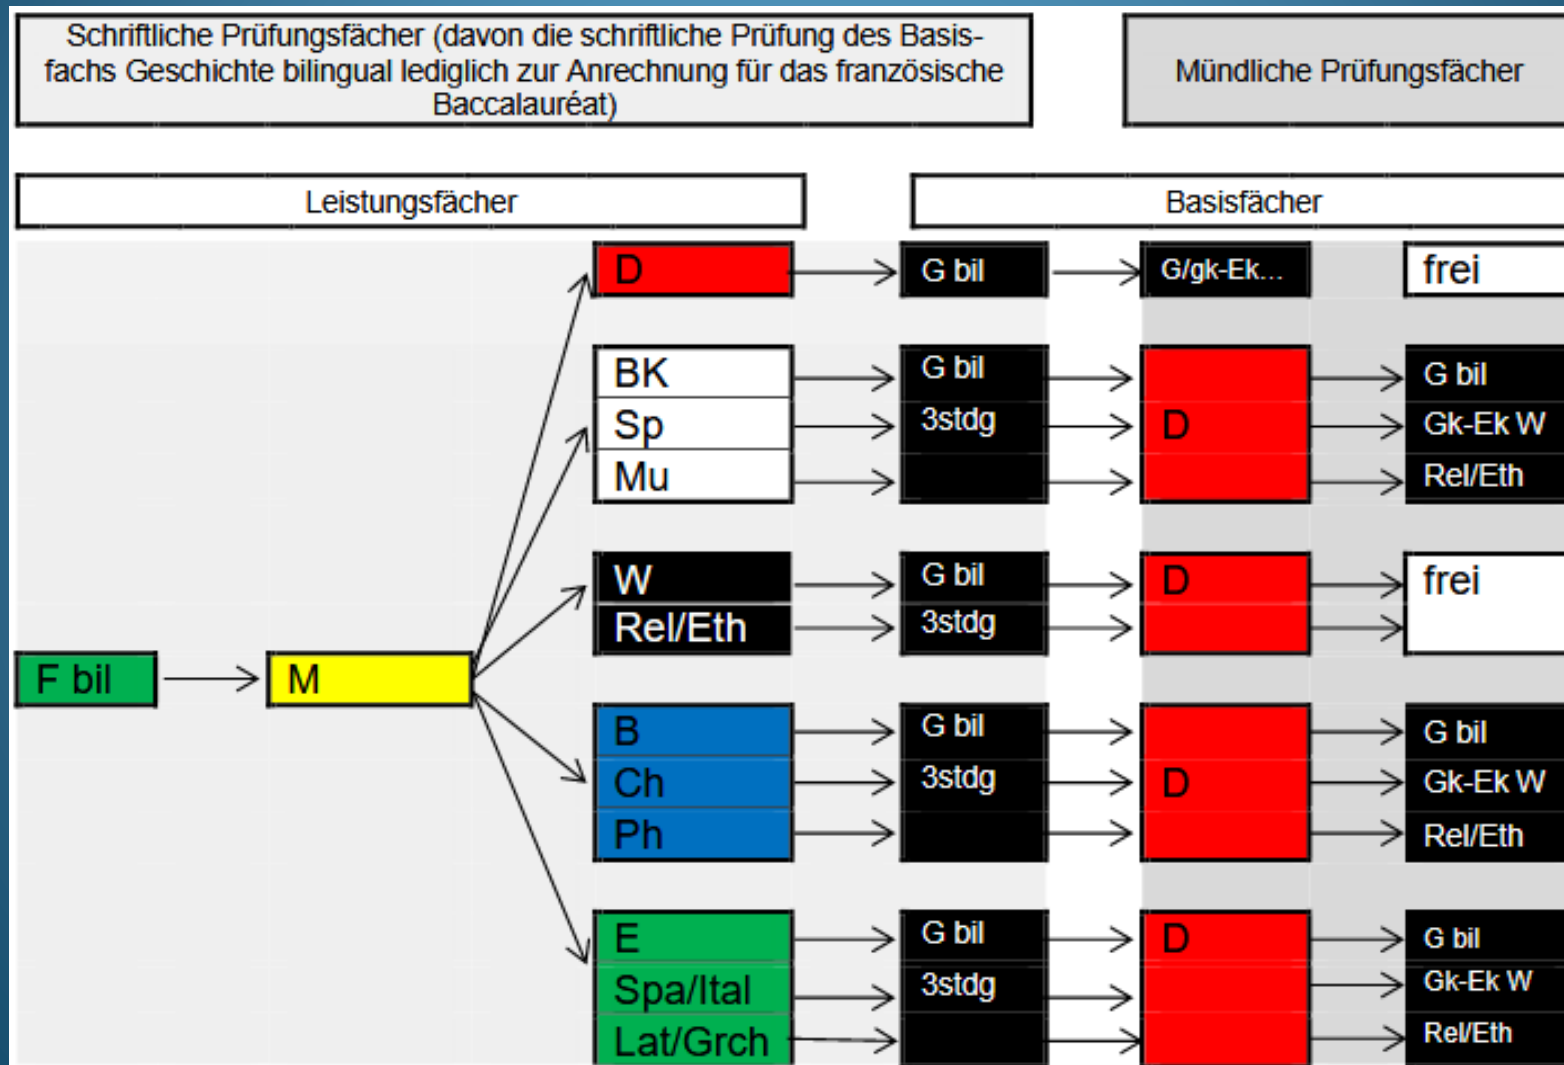 Schriftliche Prüfungsfächer (davon die schriftliche Prüfung des Basis-
fachs Geschichte bilingual lediglich zur Anrechnung für das französische
Baccalauréat)
Mündliche Prüfungsfächer
Leistungsfächer
Basisfächer
D
G bil
G/gk-Ek...
frei
BK
G bil
G bil
Sp
3stdg
D
Gk-Ek W
Mu
Rel/Eth
W
G bil
D
frei
Rel/Eth
3stdg
F bil
M
B
G bil
G bil
Ch
3stdg
D
Gk-Ek W
Ph
Rel/Eth
E
G bil
D
G bil
Spa/Ital
3stdg
Gk-Ek W
Lat/Grch
Rel/Eth